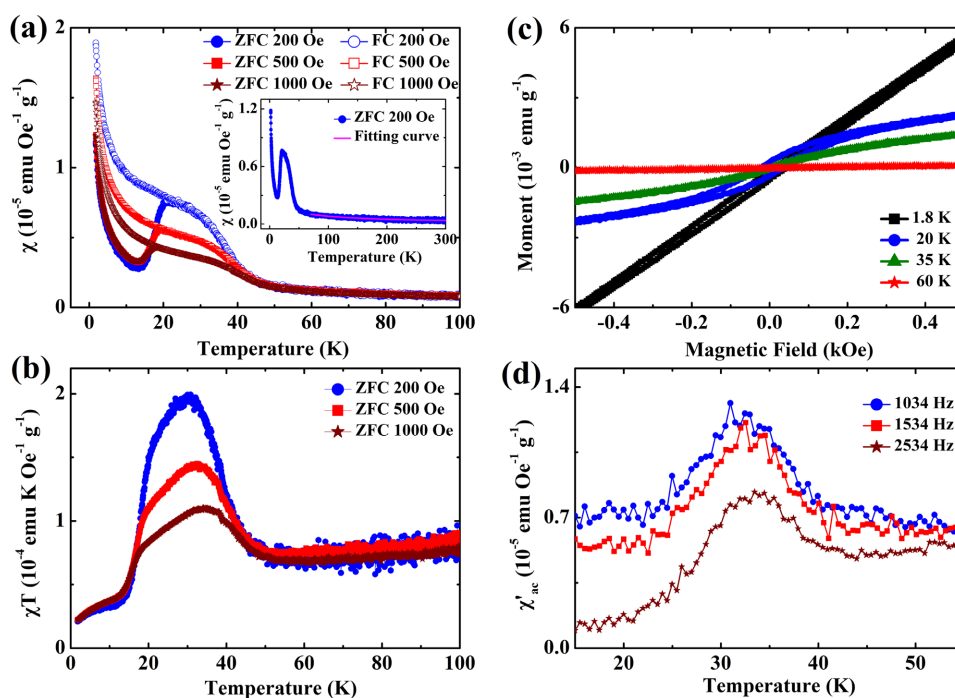 (a)
2
1
0
χ (10⁻⁵ emu Oe⁻¹ g⁻¹)
ZFC 200 Oe
FC 200 Oe
ZFC 500 Oe
FC 500 Oe
ZFC 1000 Oe
FC 1000 Oe
1.2
0.8
0.4
0.0
χ (10⁻⁵ emu Oe⁻¹ g⁻¹)
ZFC 200 Oe
Fitting curve
0 100 200 300
Temperature (K)
0 20 40 60 80 100
Temperature (K)
(b)
2
1
0
χT (10⁻⁴ emu K Oe⁻¹ g⁻¹)
ZFC 200 Oe
ZFC 500 Oe
ZFC 1000 Oe
0 20 40 60 80 100
Temperature (K)
(c)
6
0
-6
Moment (10⁻³ emu g⁻¹)
1.8 K
20 K
35 K
60 K
-0.4 -0.2 0.0 0.2 0.4
Magnetic Field (kOe)
(d)
1.4
0.7
0.0
χ'ac (10⁻⁵ emu Oe⁻¹ g⁻¹)
1034 Hz
1534 Hz
2534 Hz
20 30 40 50
Temperature (K)